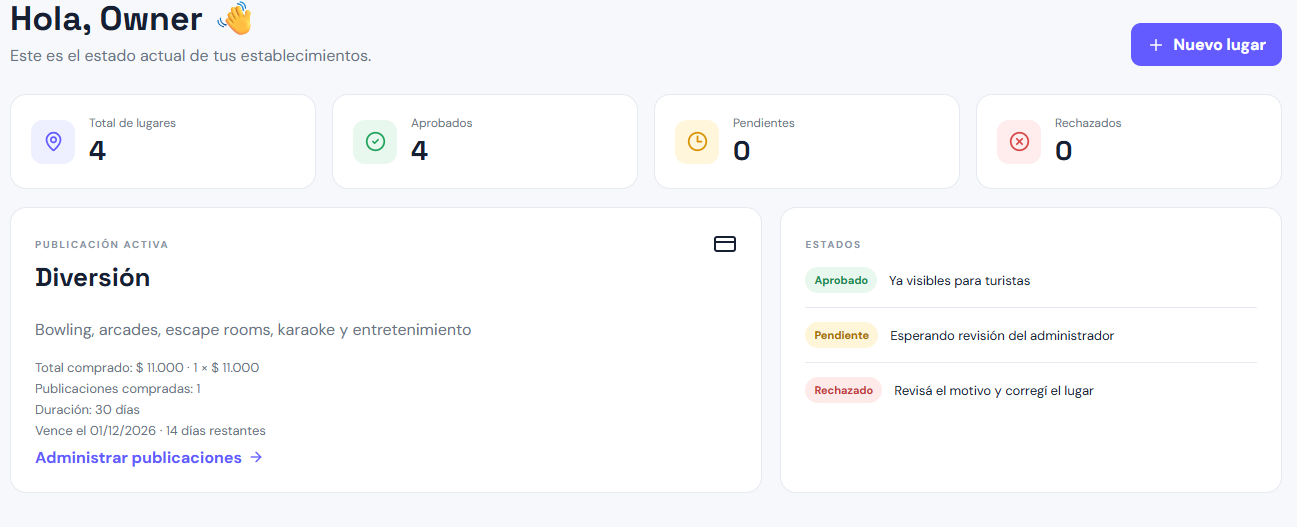 Hola, Owner 👋
Este es el estado actual de tus establecimientos.
+ Nuevo lugar
Total de lugares
4
Aprobados
4
Pendientes
0
Rechazados
0
PUBLICACIÓN ACTIVA
Diversión
Bowling, arcades, escape rooms, karaoke y entretenimiento
Total comprado: $ 11.000 · 1 × $ 11.000
Publicaciones compradas: 1
Duración: 30 días
Vence el 01/12/2026 · 14 días restantes
Administrar publicaciones →
ESTADOS
Aprobado Ya visibles para turistas
Pendiente Esperando revisión del administrador
Rechazado Revisá el motivo y corregí el lugar